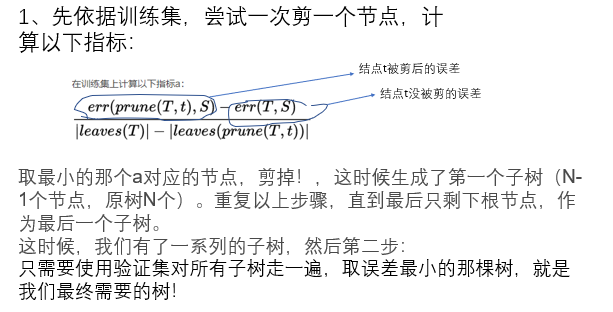 1、先依据训练集，尝试一次剪一个节点，计
算以下指标：
结点t被剪后的误差
在训练集上计算以下指标a：
结点t没被剪的误差
err(prune(T,t),S) − err(T,S)
|leaves(T)| − |leaves(prune(T,t))|
取最小的那个a对应的节点，剪掉！，这时候生成了第一个子树（N-
1个节点，原树N个）。重复以上步骤，直到最后只剩下根节点，作
为最后一个子树。
这时候，我们有了一系列的子树，然后第二步：
只需要使用验证集对所有子树走一遍，取误差最小的那棵树，就是
我们最终需要的树！